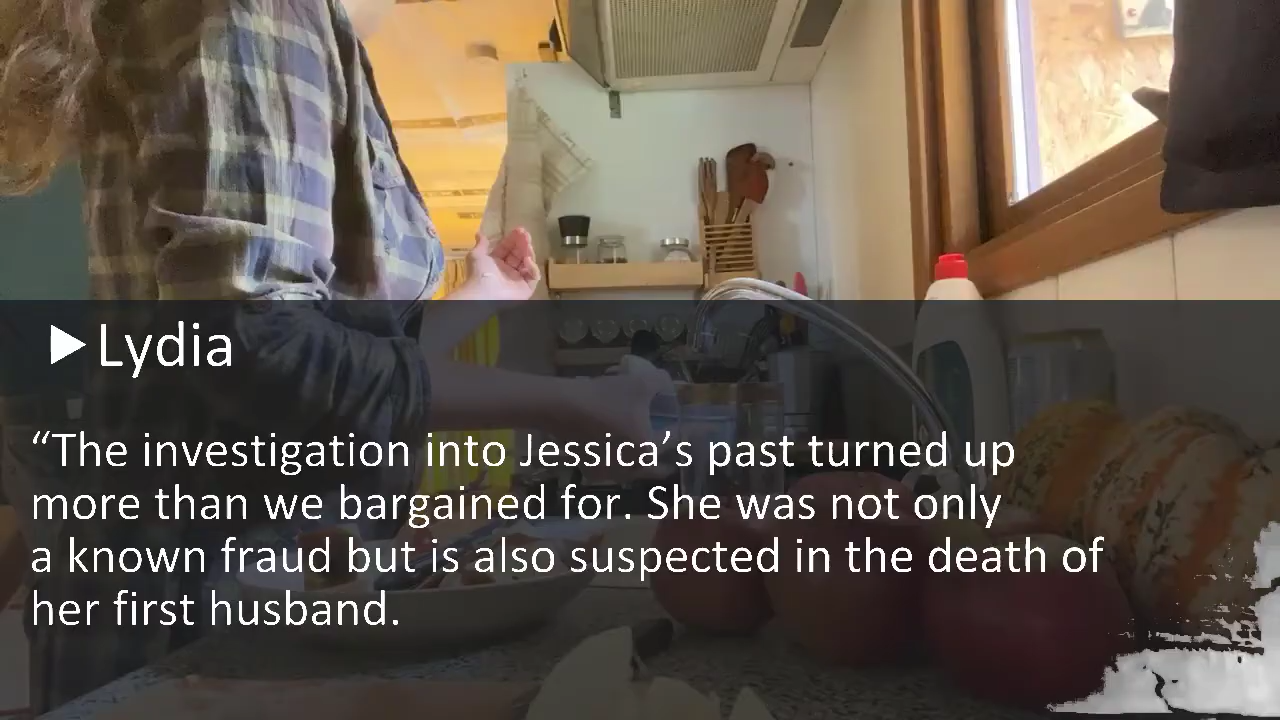 Lydia
“The investigation into Jessica’s past turned up
more than we bargained for. She was not only
a known fraud but is also suspected in the death of
her first husband.